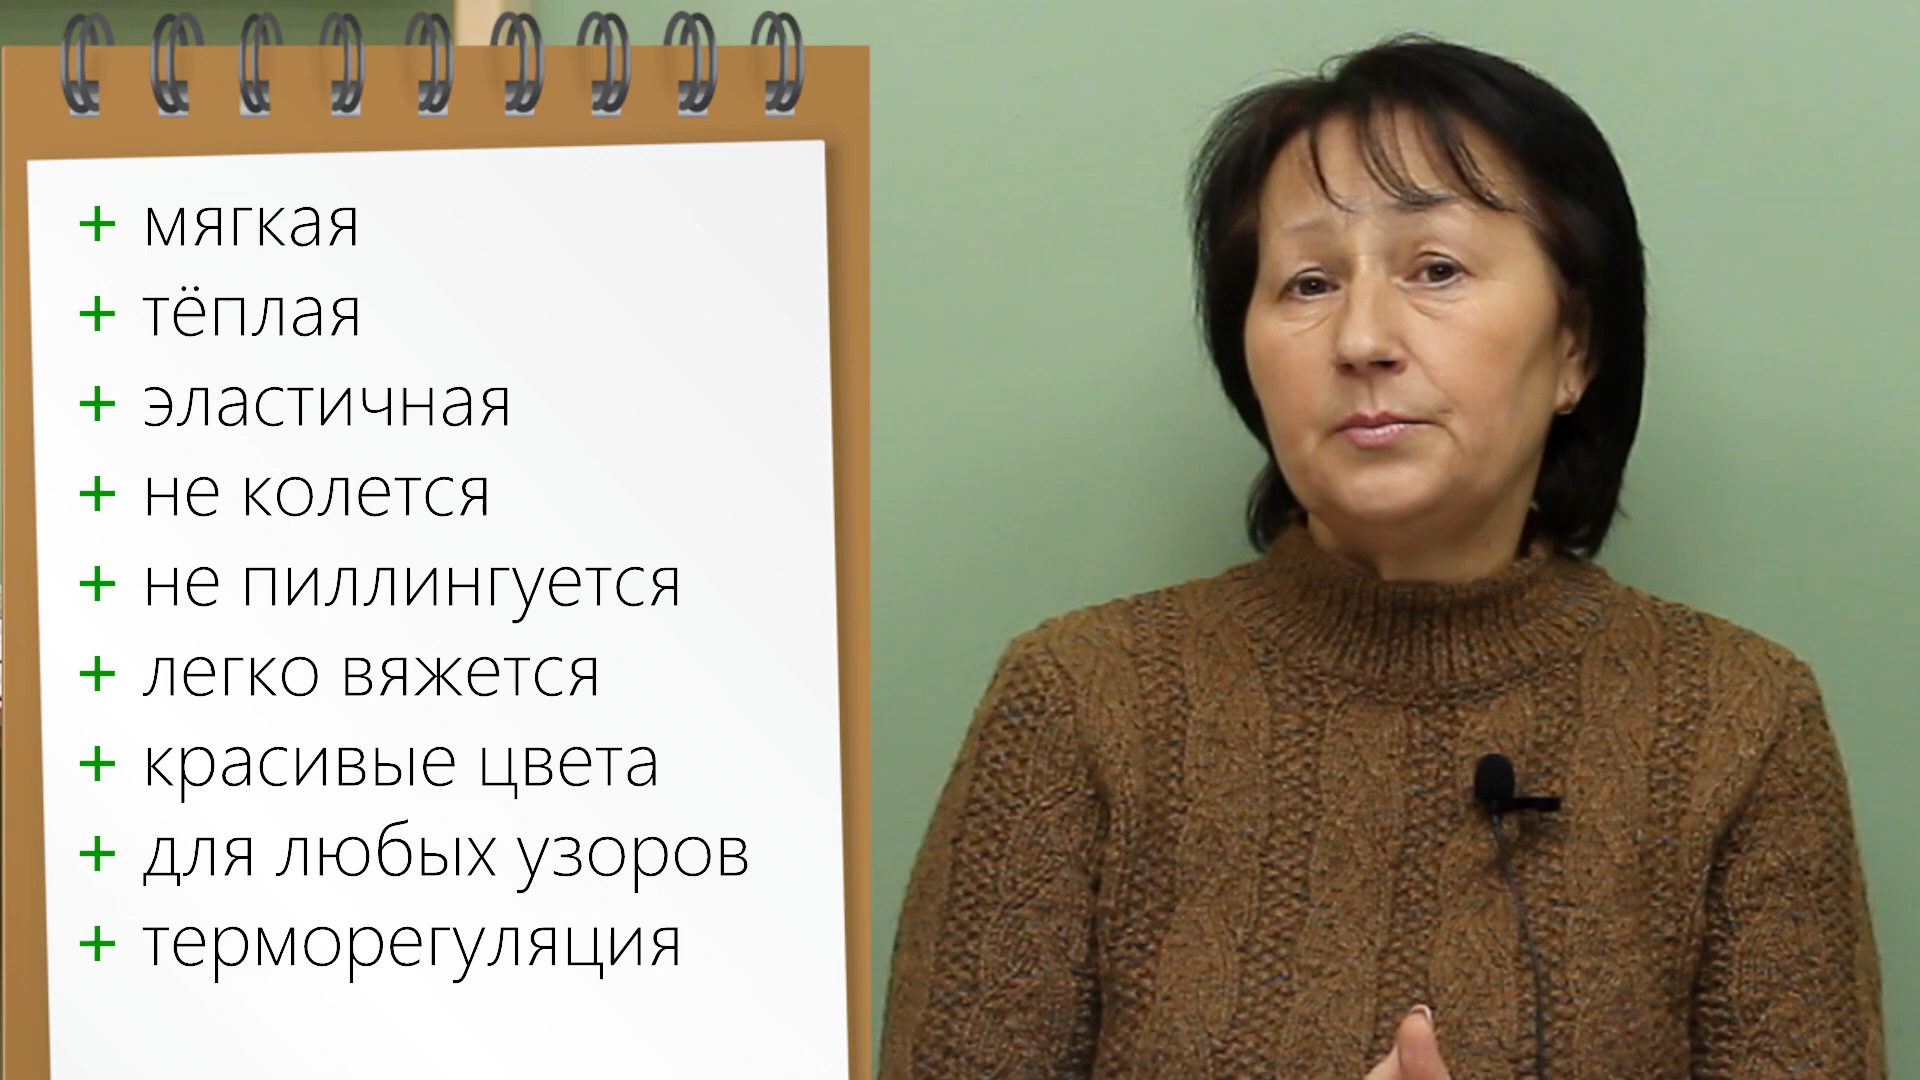 + мягкая
+ тёплая
+ эластичная
+ не колется
+ не пиллингуется
+ легко вяжется
+ красивые цвета
+ для любых узоров
+ терморегуляция